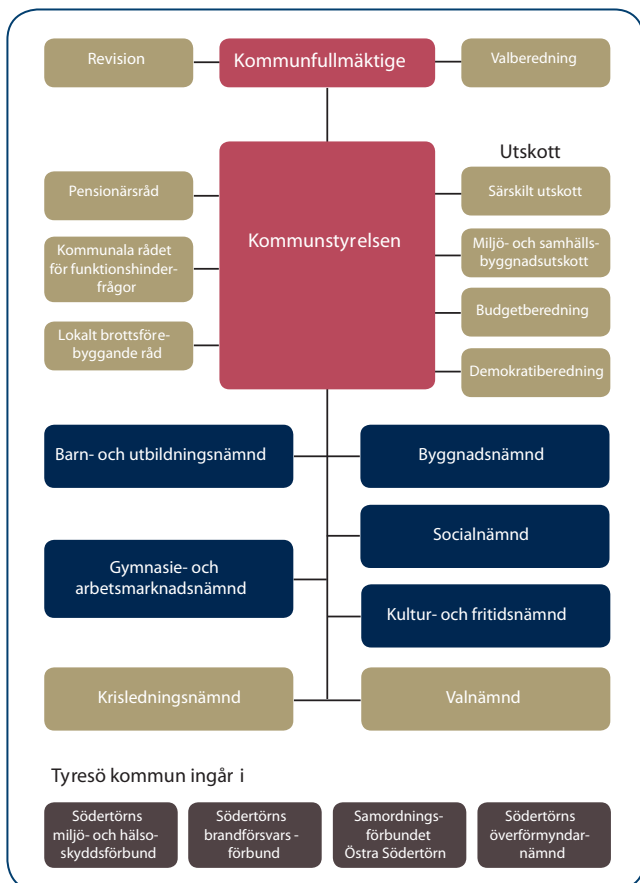 Revision
Kommunfullmäktige
Valberedning
Utskott
Pensionärsråd
Kommunala rådet
för funktionshinder-
frågor
Lokalt brottsföre-
byggande råd
Kommunstyrelsen
Särskilt utskott
Miljö- och samhälls-
byggnadsutskott
Budgetberedning
Demokratiberedning
Barn- och utbildningsnämnd
Byggnadsnämnd
Socialnämnd
Gymnasie- och
arbetsmarknadsnämnd
Kultur- och fritidsnämnd
Krisledningsnämnd
Valnämnd
Tyresö kommun ingår i
Södertörns
miljö- och hälso-
skyddsförbund
Södertörns
brandförsvars -
förbund
Samordnings-
förbundet
Östra Södertörn
Södertörns
överförmyndar-
nämnd